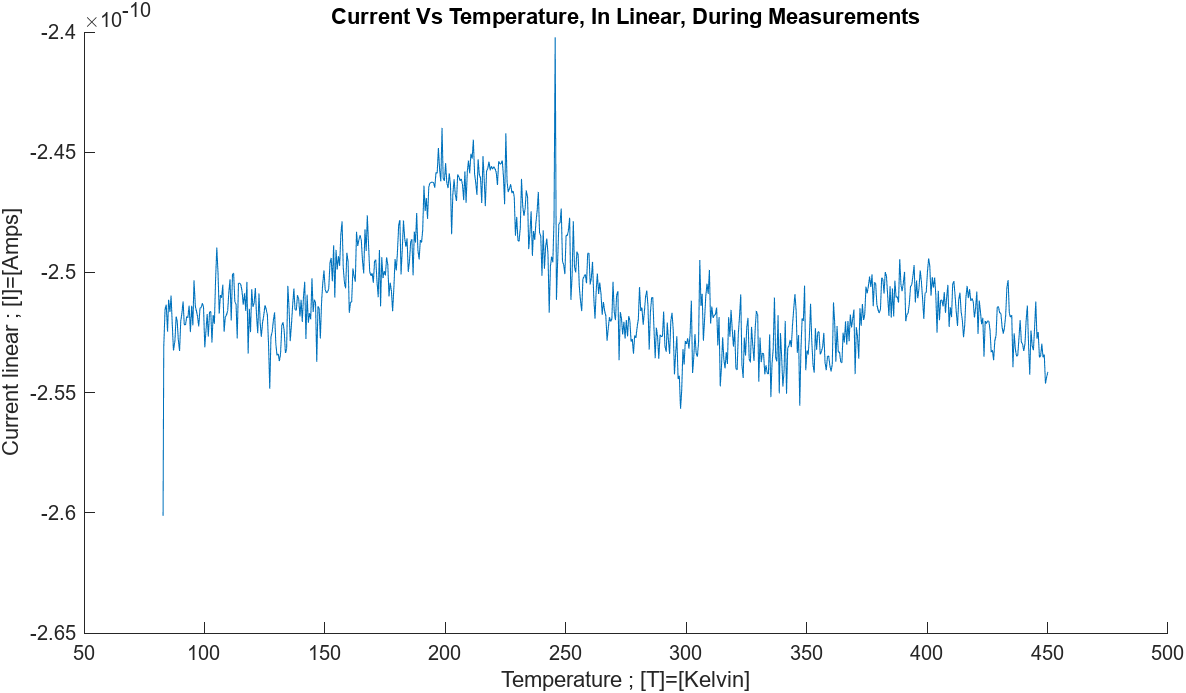 ×10⁻¹⁰
Current Vs Temperature, In Linear, During Measurements
-2.4
-2.45
-2.5
-2.55
-2.6
-2.65
Current linear ; [I]=[Amps]
50 100 150 200 250 300 350 400 450 500
Temperature ; [T]=[Kelvin]